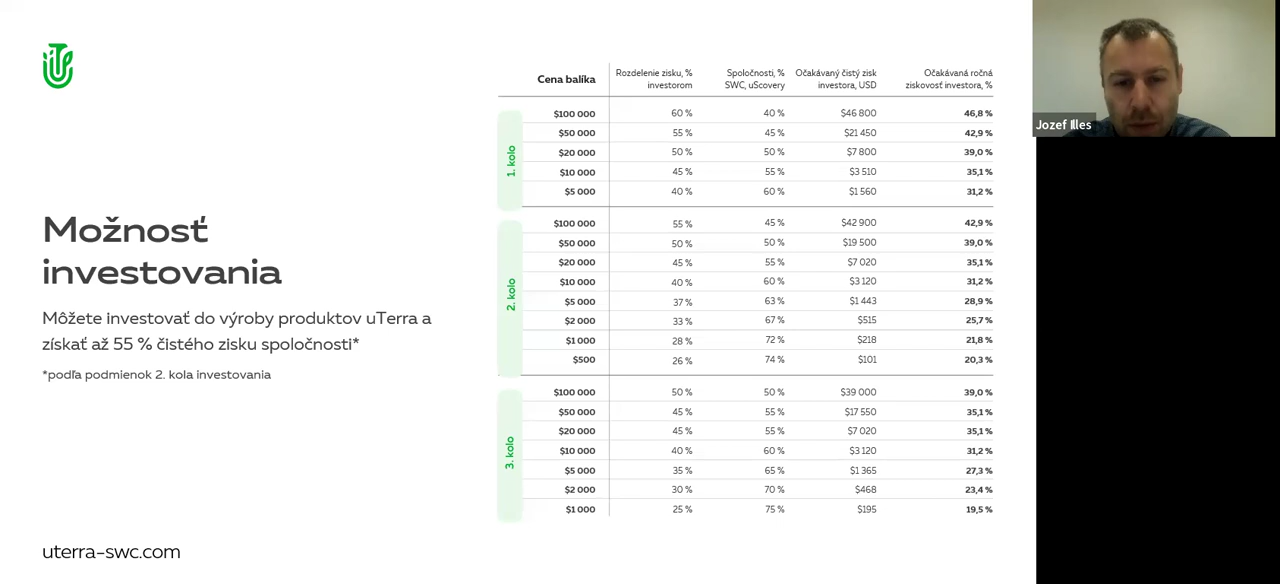 Možnosť
investovania
Môžete investovať do výroby produktov uTerra a
získať až 55 % čistého zisku spoločnosti*
*podľa podmienok 2. kola investovania
uterra-swc.com
Cena balíka
Rozdelenie zisku, %
investorom
Spoločnosti, %
SWC, uScovery
Očakávaný čistý zisk
investora, USD
Očakávaná ročná
ziskovosť investora, %
1. kolo
$100 000 60 % 40 % $46 800 46,8 %
$50 000 55 % 45 % $21 450 42,9 %
$20 000 50 % 50 % $7 800 39,0 %
$10 000 45 % 55 % $3 510 35,1 %
$5 000 40 % 60 % $1 560 31,2 %
2. kolo
$100 000 55 % 45 % $42 900 42,9 %
$50 000 50 % 50 % $19 500 39,0 %
$20 000 45 % 55 % $7 020 35,1 %
$10 000 40 % 60 % $3 120 31,2 %
$5 000 37 % 63 % $1 443 28,9 %
$2 000 33 % 67 % $515 25,7 %
$1 000 28 % 72 % $218 21,8 %
$500 26 % 74 % $101 20,3 %
3. kolo
$100 000 50 % 50 % $39 000 39,0 %
$50 000 45 % 55 % $17 550 35,1 %
$20 000 45 % 55 % $7 020 35,1 %
$10 000 40 % 60 % $3 120 31,2 %
$5 000 35 % 65 % $1 365 27,3 %
$2 000 30 % 70 % $468 23,4 %
$1 000 25 % 75 % $195 19,5 %
Jozef Illes